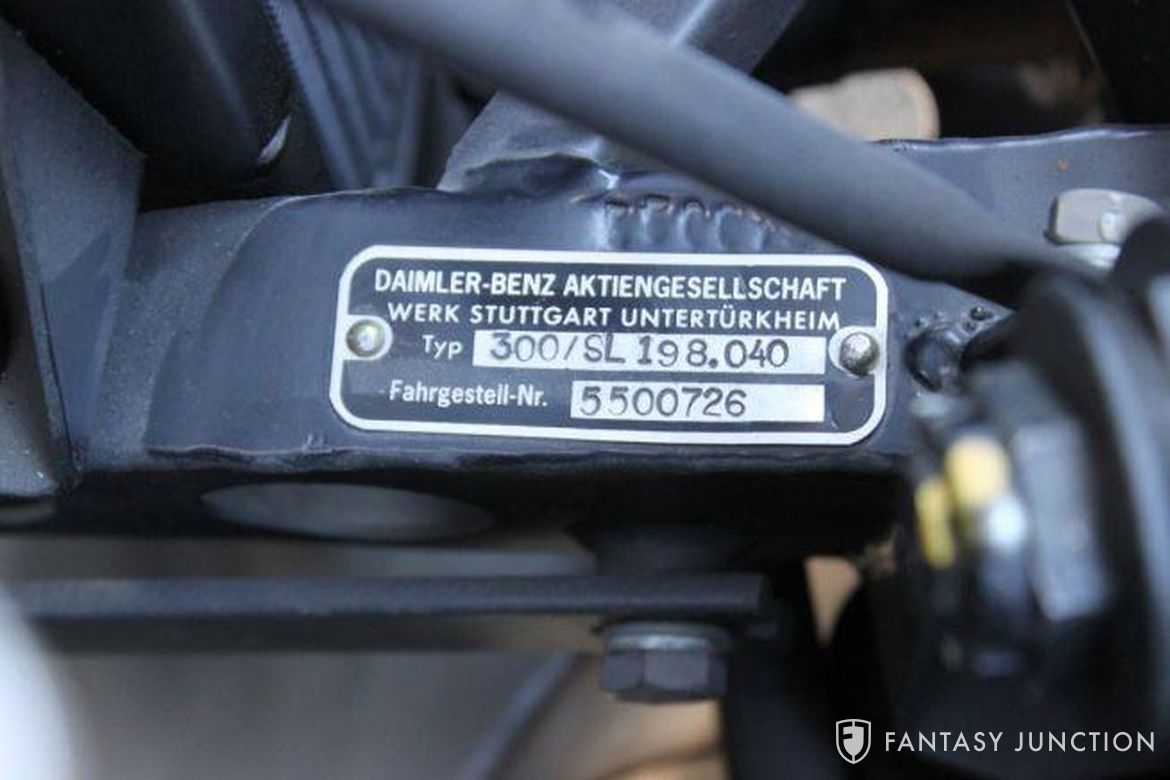 DAIMLER-BENZ AKTIENGESELLSCHAFT
WERK STUTTGART UNTERTÜRKHEIM
Typ 300/SL 198.040
Fahrgestell-Nr. 5500726
FANTASY JUNCTION